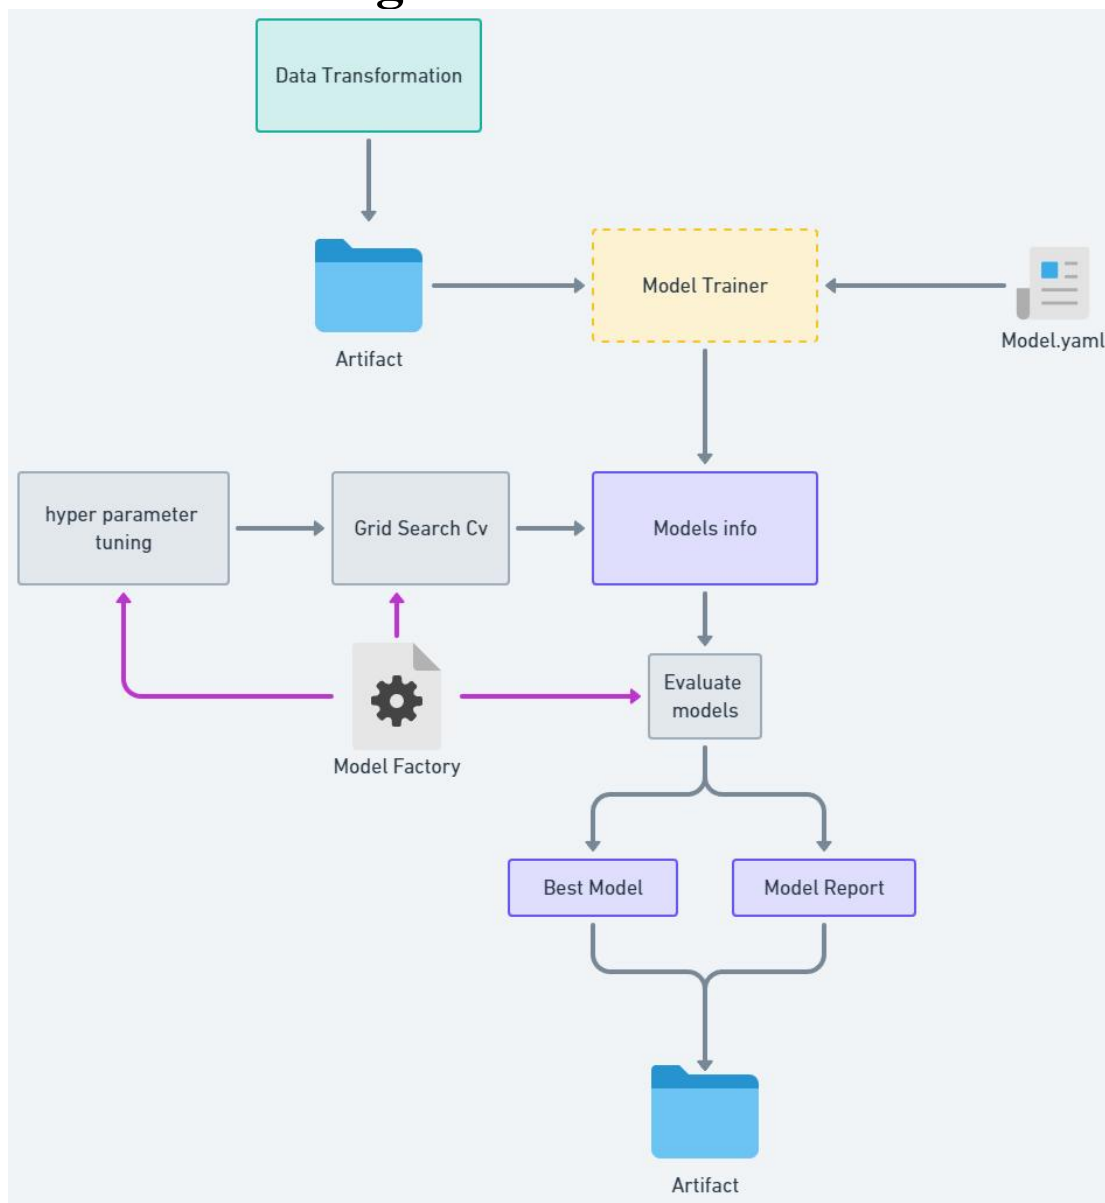 Data Transformation
Model Trainer
Artifact
Model.yaml
hyper parameter
tuning
Grid Search Cv
Models info
Evaluate
models
Model Factory
Best Model
Model Report
Artifact